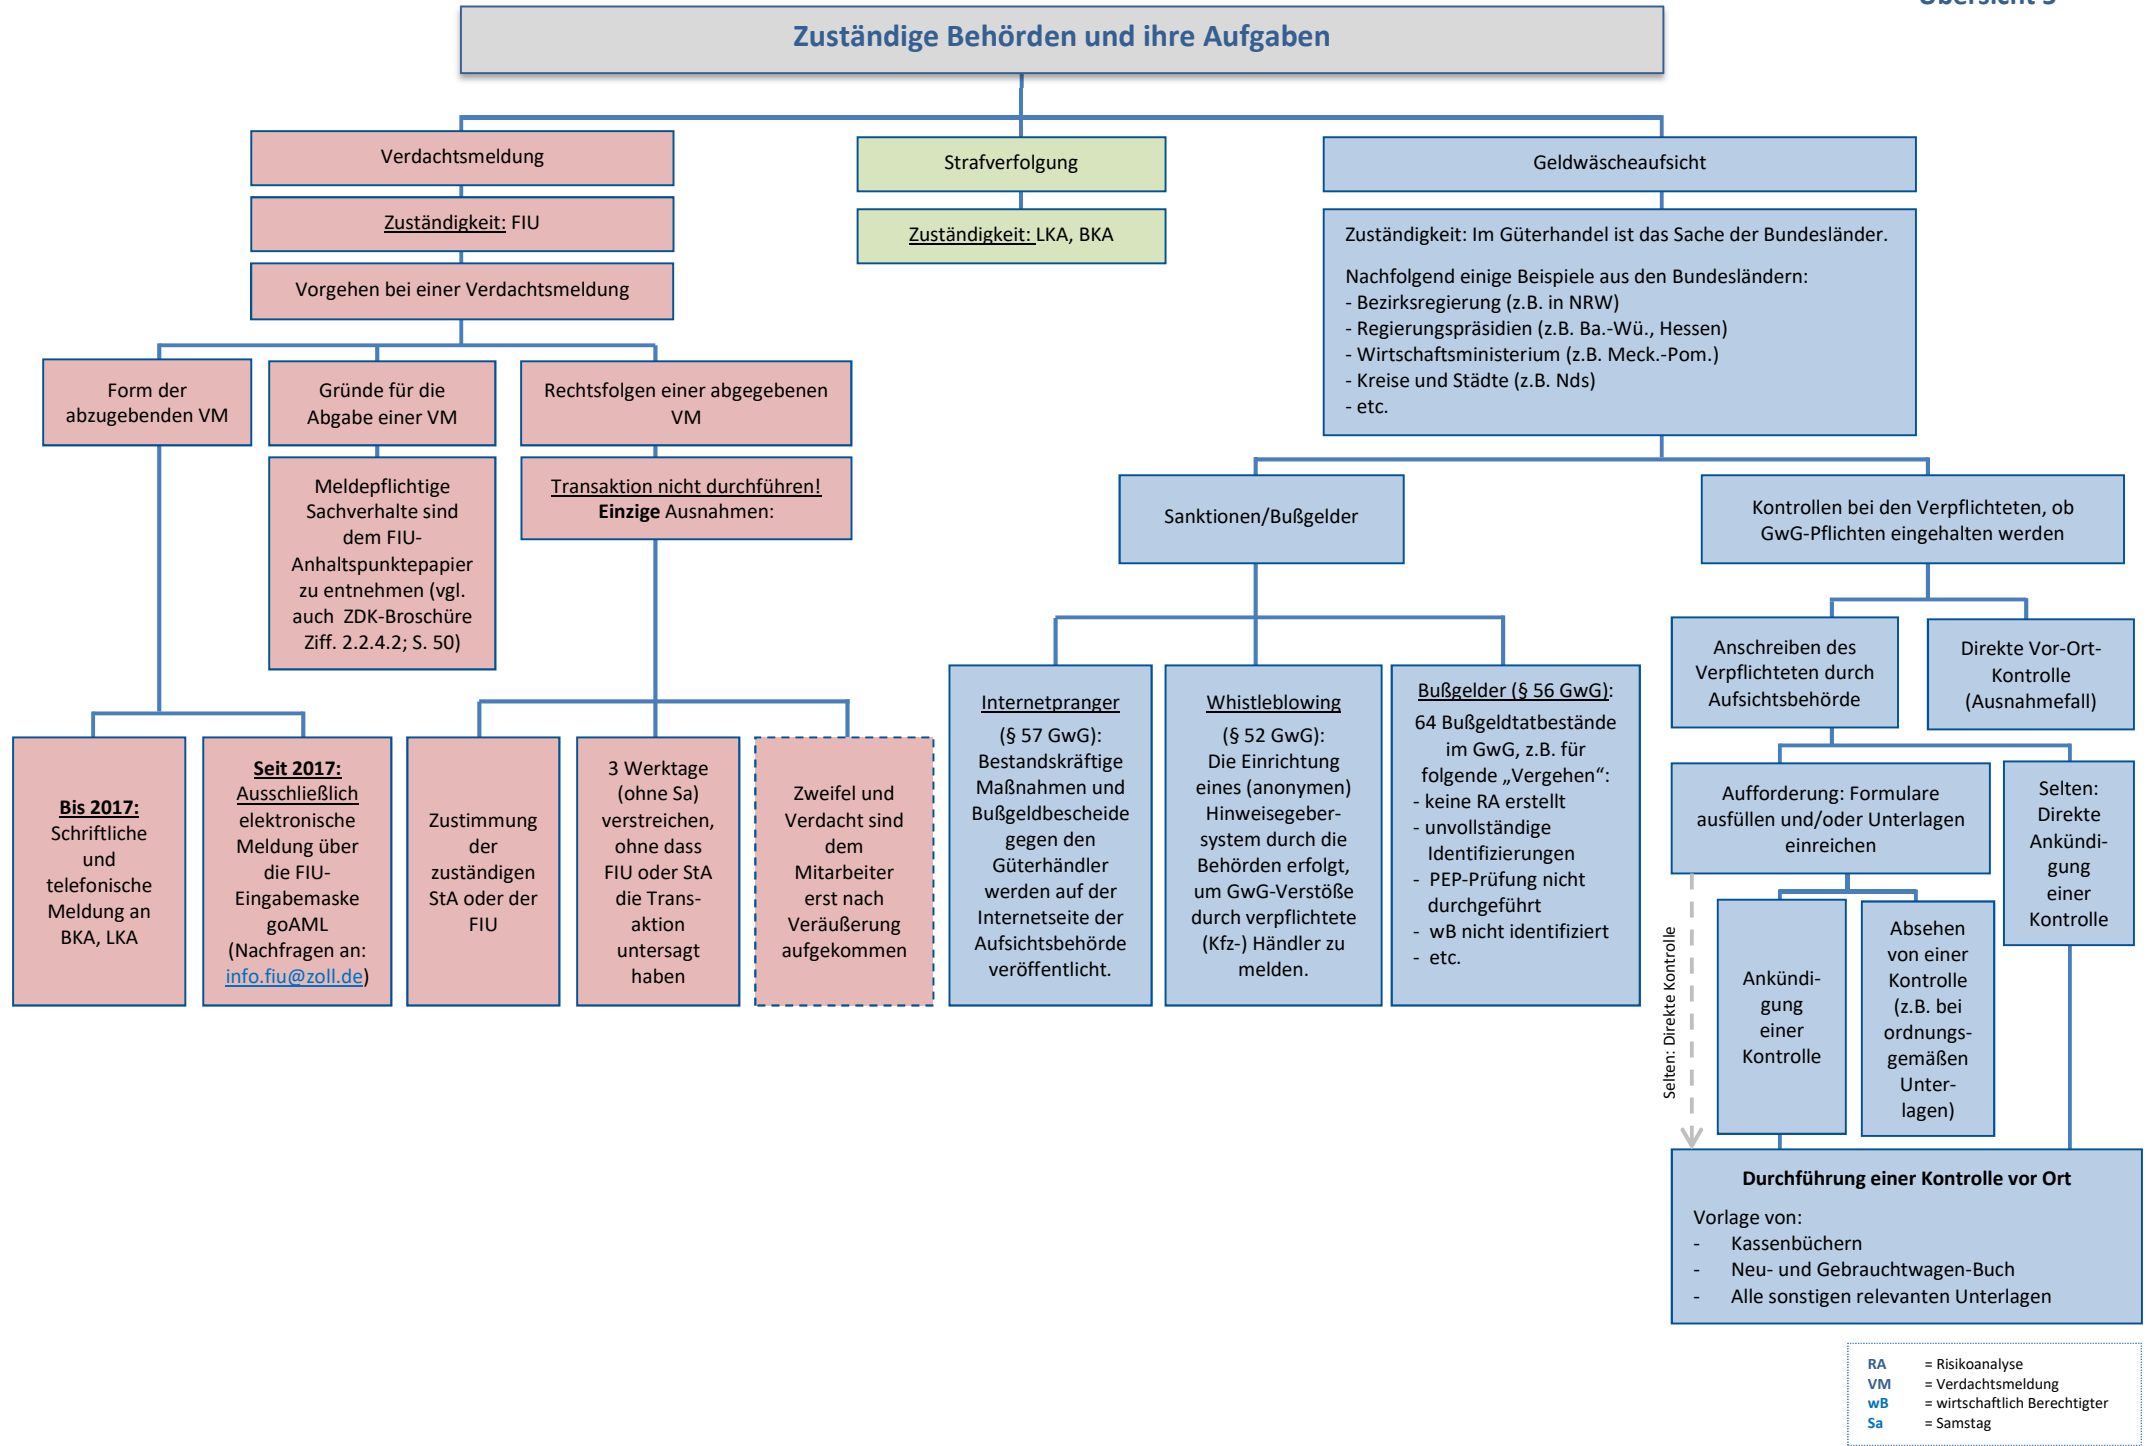 Übersicht 3
Zuständige Behörden und ihre Aufgaben
Verdachtsmeldung
Zuständigkeit: FIU
Vorgehen bei einer Verdachtsmeldung
Form der
abzugebenden VM
Gründe für die
Abgabe einer VM
Rechtsfolgen einer abgegebenen
VM
Meldepflichtige
Sachverhalte sind
dem FIU-
Anhaltspunktepapier
zu entnehmen (vgl.
auch ZDK-Broschüre
Ziff. 2.2.4.2; S. 50)
Transaktion nicht durchführen!
Einzige Ausnahmen:
Bis 2017:
Schriftliche
und
telefonische
Meldung an
BKA, LKA
Seit 2017:
Ausschließlich
elektronische
Meldung über
die FIU-
Eingabemaske
goAML
(Nachfragen an:
info.fiu@zoll.de)
Zustimmung
der
zuständigen
StA oder der
FIU
3 Werktage
(ohne Sa)
verstreichen,
ohne dass
FIU oder StA
die Trans-
aktion
untersagt
haben
Zweifel und
Verdacht sind
dem
Mitarbeiter
erst nach
Veräußerung
aufgekommen
Strafverfolgung
Zuständigkeit: LKA, BKA
Geldwäscheaufsicht
Zuständigkeit: Im Güterhandel ist das Sache der Bundesländer.
Nachfolgend einige Beispiele aus den Bundesländern:
- Bezirksregierung (z.B. in NRW)
- Regierungspräsidien (z.B. Ba.-Wü., Hessen)
- Wirtschaftsministerium (z.B. Meck.-Pom.)
- Kreise und Städte (z.B. Nds)
- etc.
Sanktionen/Bußgelder
Internetpranger
(§ 57 GwG):
Bestandskräftige
Maßnahmen und
Bußgeldbescheide
gegen den
Güterhändler
werden auf der
Internetseite der
Aufsichtsbehörde
veröffentlicht.
Whistleblowing
(§ 52 GwG):
Die Einrichtung
eines (anonymen)
Hinweisegeber-
system durch die
Behörden erfolgt,
um GwG-Verstöße
durch verpflichtete
(Kfz-) Händler zu
melden.
Bußgelder (§ 56 GwG):
64 Bußgeldtatbestände
im GwG, z.B. für
folgende „Vergehen“:
- keine RA erstellt
- unvollständige
Identifizierungen
- PEP-Prüfung nicht
durchgeführt
- wB nicht identifiziert
- etc.
Kontrollen bei den Verpflichteten, ob
GwG-Pflichten eingehalten werden
Anschreiben des
Verpflichteten durch
Aufsichtsbehörde
Direkte Vor-Ort-
Kontrolle
(Ausnahmefall)
Aufforderung: Formulare
ausfüllen und/oder Unterlagen
einreichen
Selten:
Direkte
Ankündi-
gung
einer
Kontrolle
Selten: Direkte Kontrolle
Ankündi-
gung
einer
Kontrolle
Absehen
von einer
Kontrolle
(z.B. bei
ordnungs-
gemäßen
Unter-
lagen)
Durchführung einer Kontrolle vor Ort
Vorlage von:
- Kassenbüchern
- Neu- und Gebrauchtwagen-Buch
- Alle sonstigen relevanten Unterlagen
RA = Risikoanalyse
VM = Verdachtsmeldung
wB = wirtschaftlich Berechtigter
Sa = Samstag